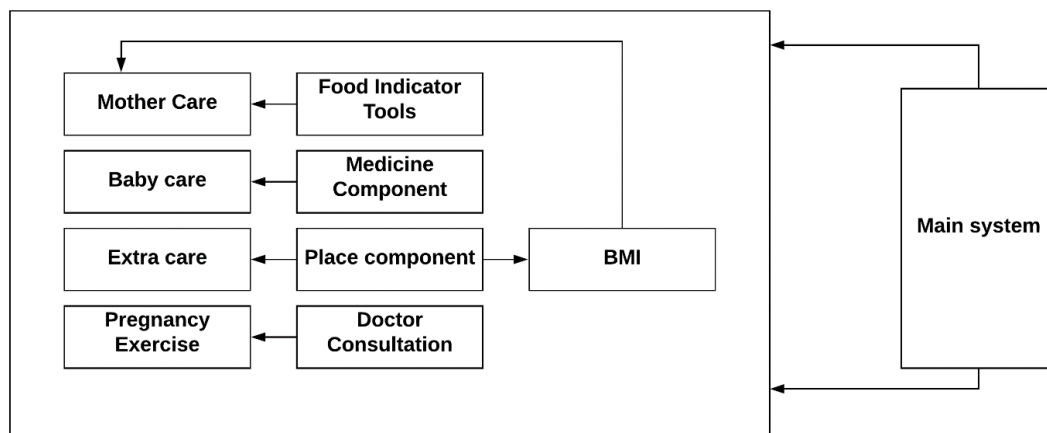 Mother Care
Food Indicator
Tools
Baby care
Medicine
Component
Extra care
Place component
BMI
Main system
Pregnancy
Exercise
Doctor
Consultation